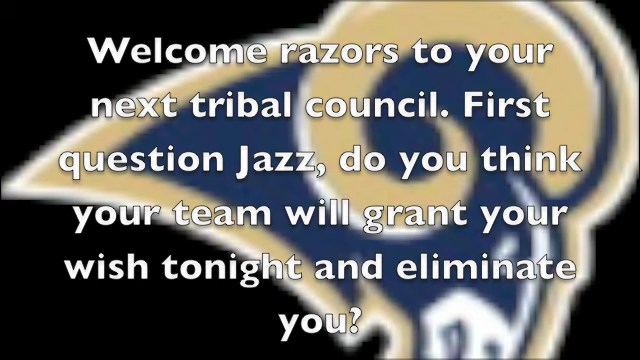 Welcome razors to your
next tribal council. First
question Jazz, do you think
your team will grant your
wish tonight and eliminate
you?